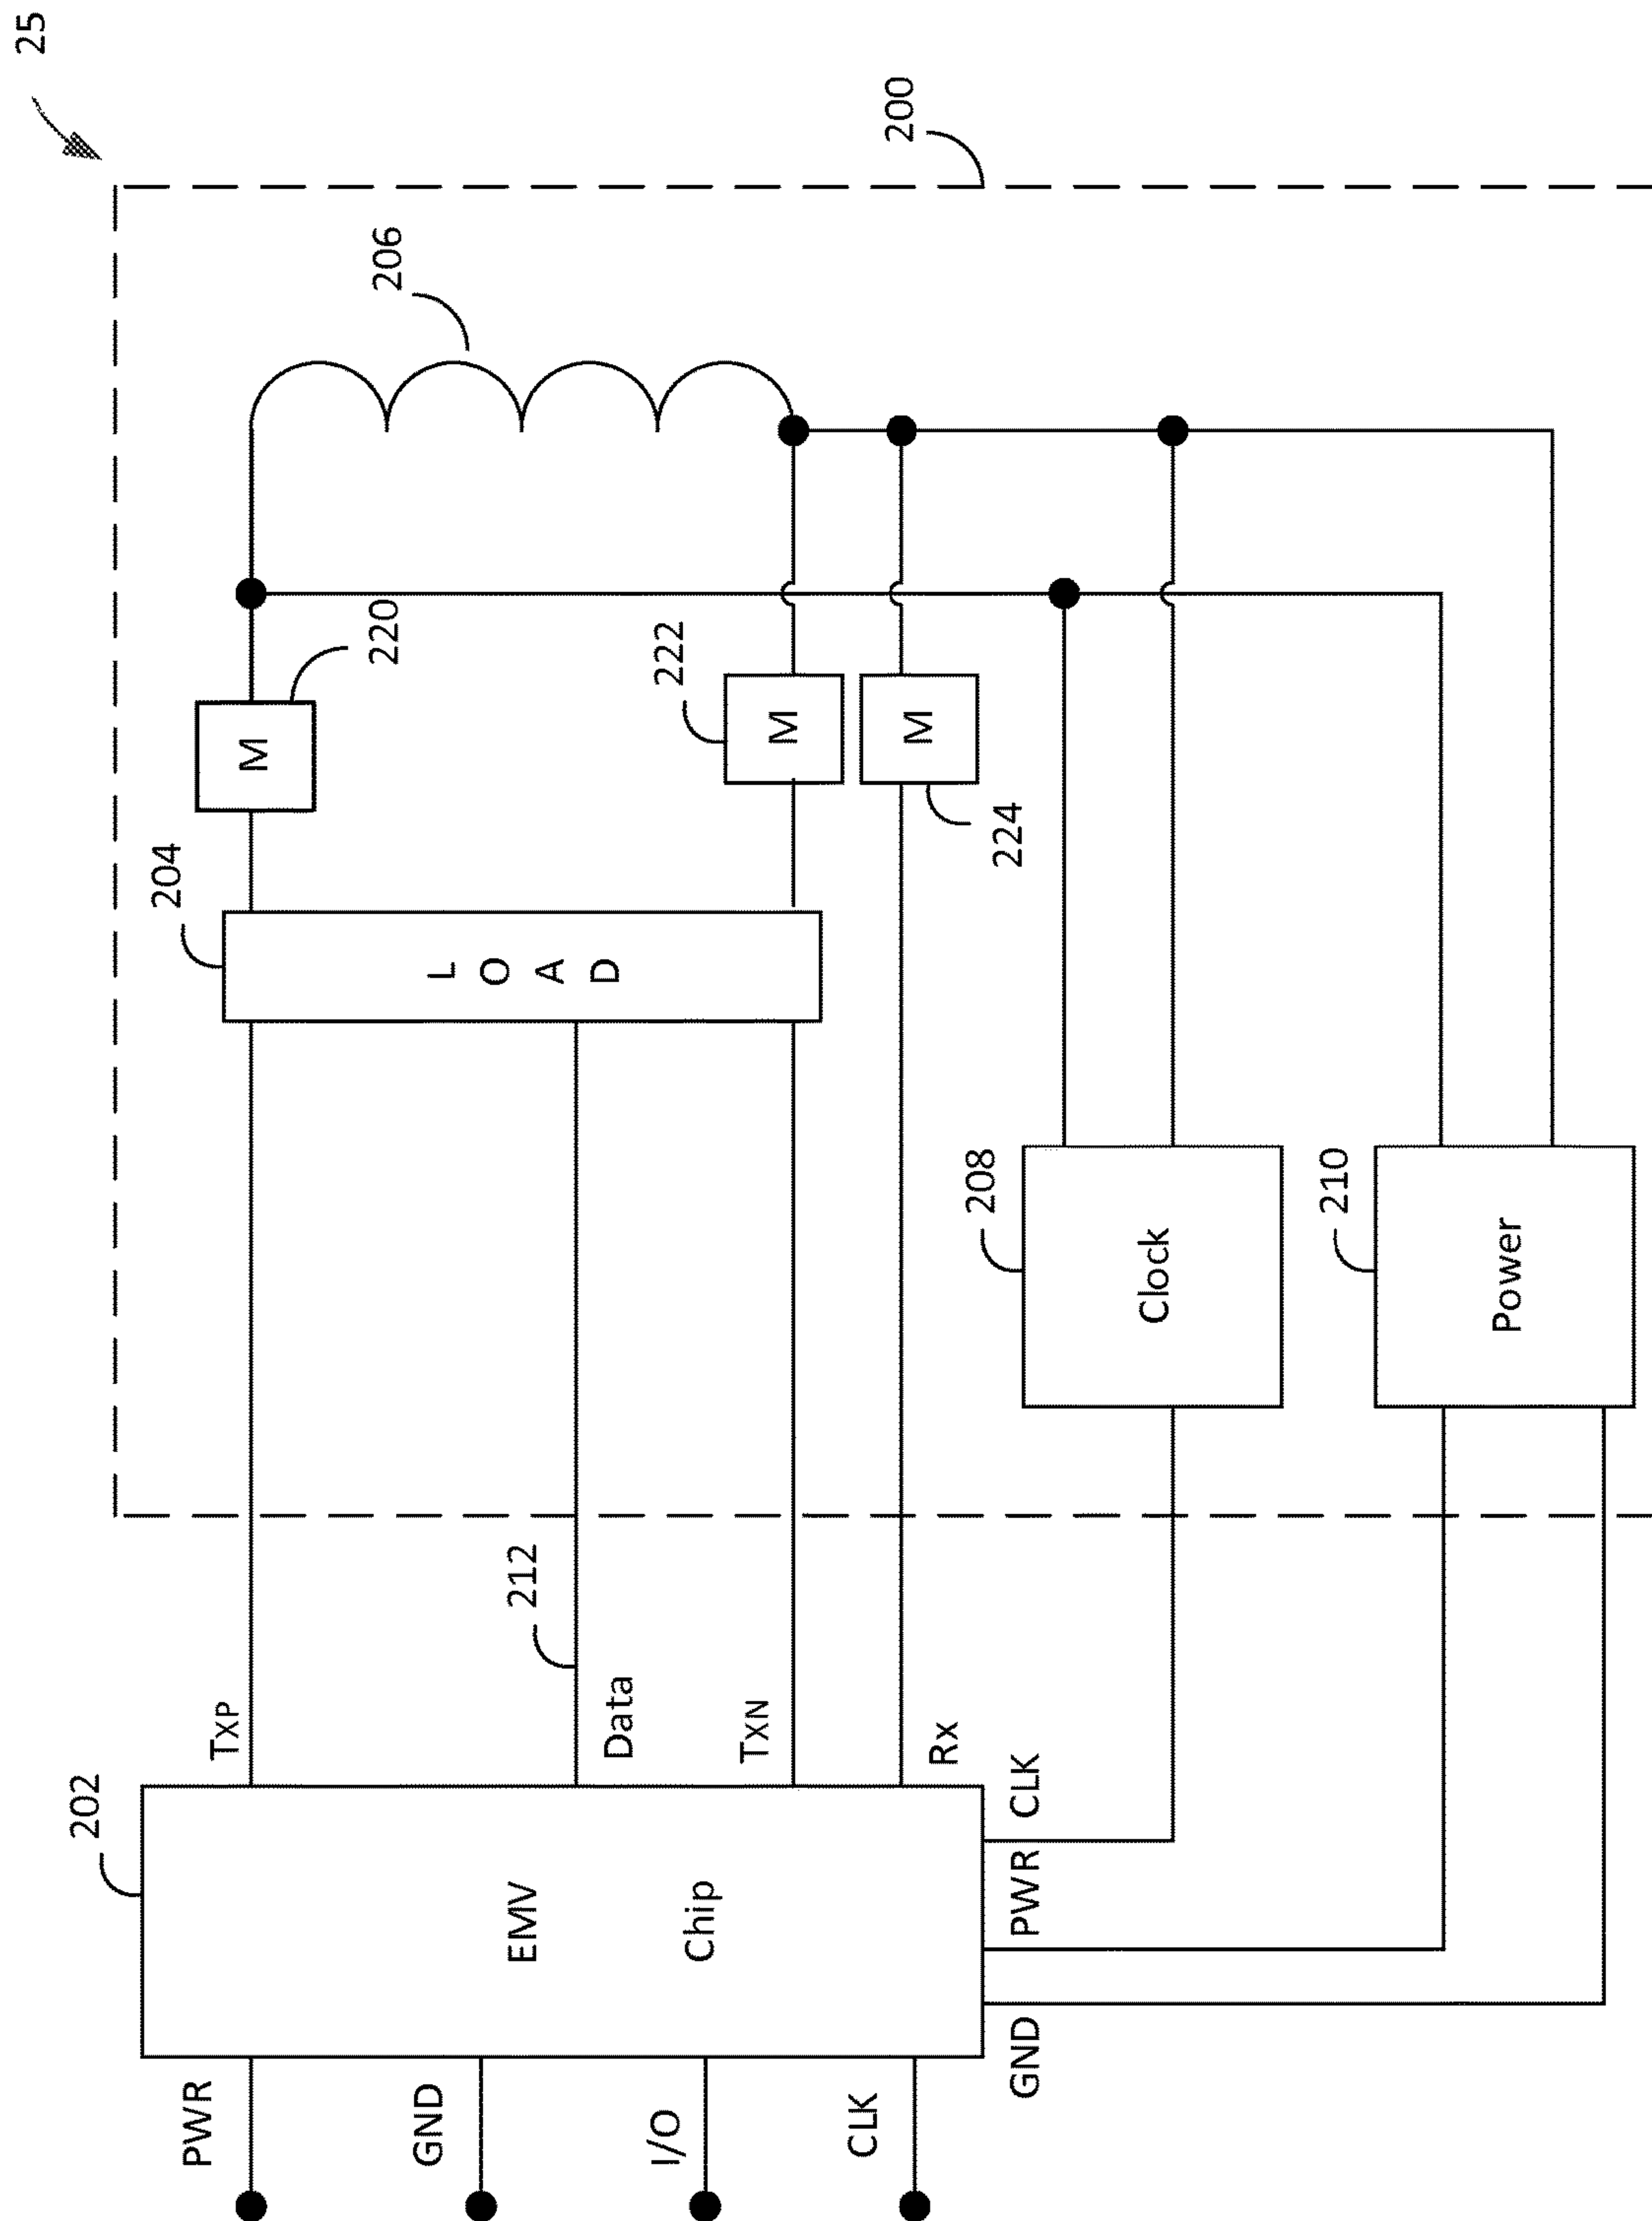 25
200
206
220
M
222
M
M
224
204
L
O
A
D
208
Clock
210
Power
212
TxP
Data
TxN
Rx
202
EMV
Chip
CLK
PWR
GND
PWR
GND
I/O
CLK